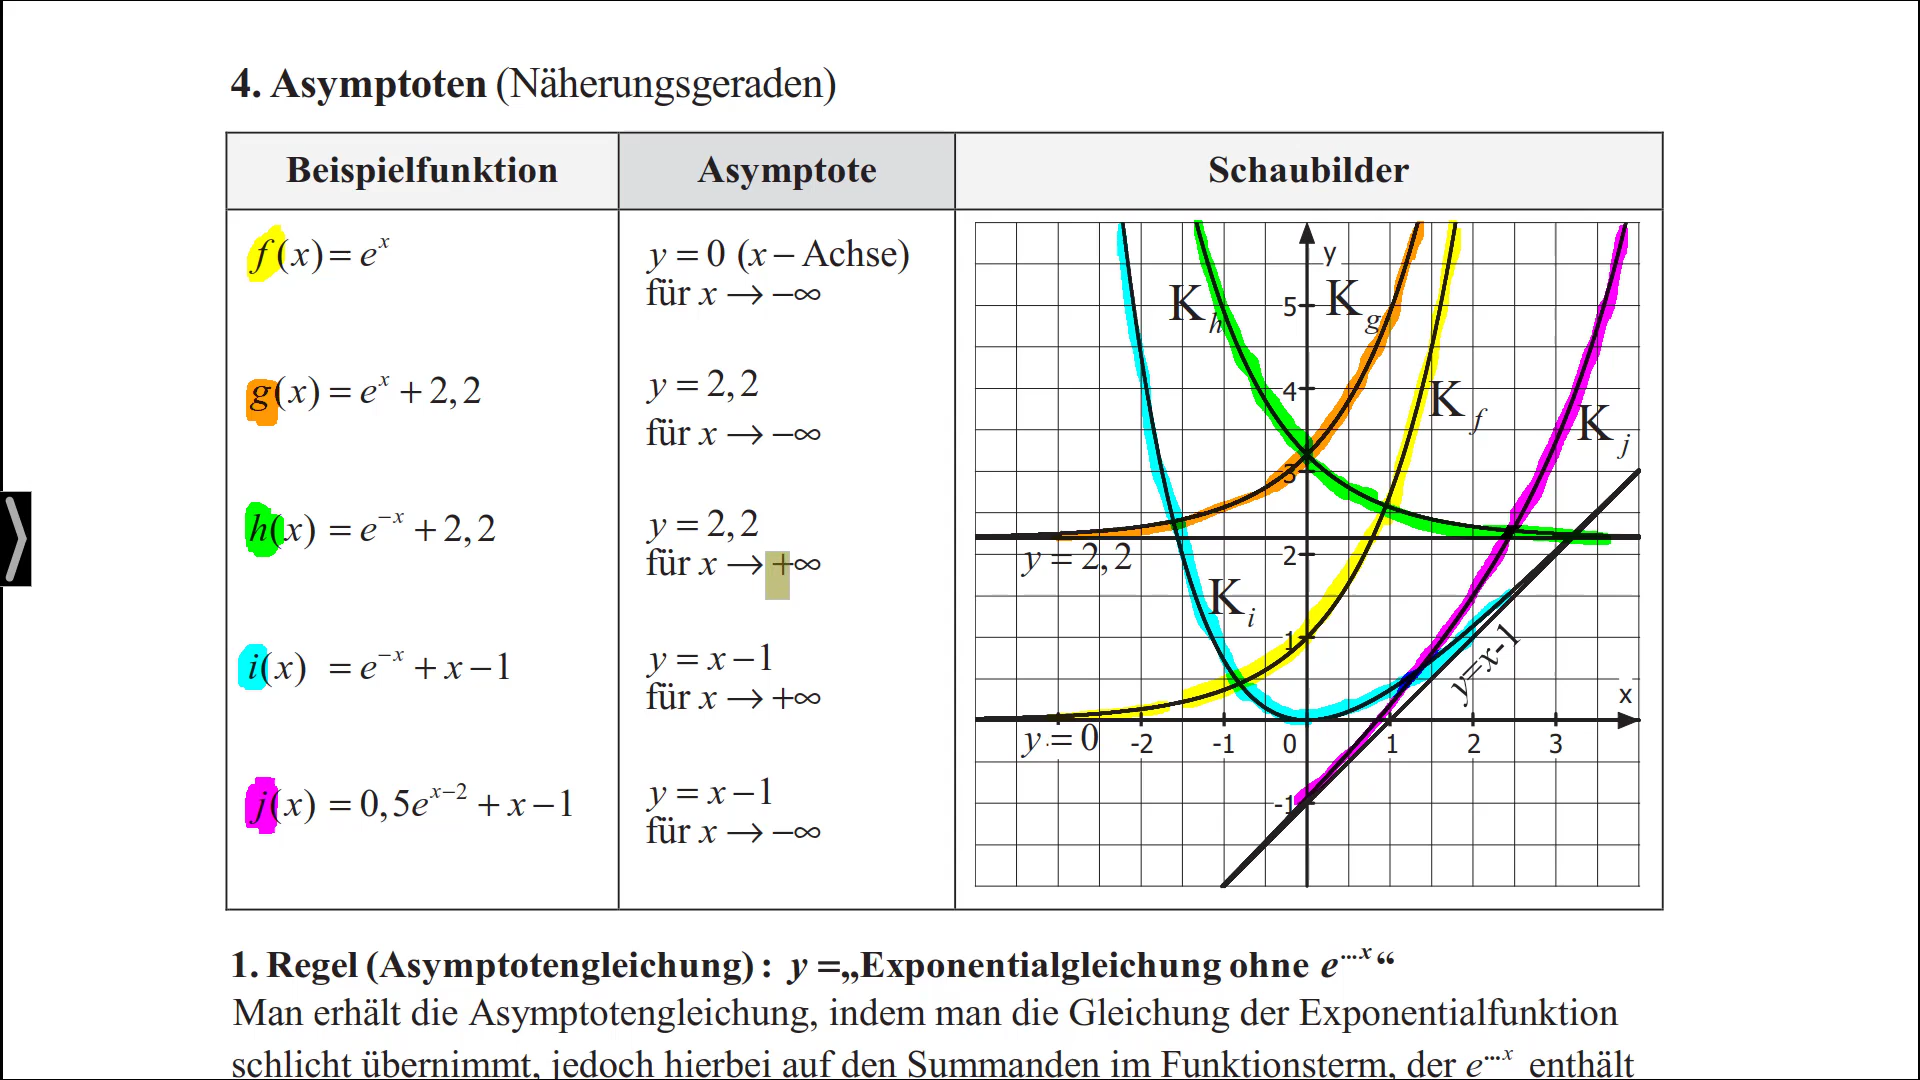 4. Asymptoten (Näherungsgeraden)
Beispielfunktion
Asymptote
Schaubilder
f(x) = e^x
y = 0 (x − Achse)
für x → −∞
g(x) = e^x + 2,2
y = 2,2
für x → −∞
h(x) = e^{−x} + 2,2
y = 2,2
für x → +∞
i(x) = e^{−x} + x − 1
y = x − 1
für x → +∞
j(x) = 0,5e^{x−2} + x − 1
y = x − 1
für x → −∞
y
K_h
5
K_g
4
K_f
K_j
3
y = 2,2
2
K_i
1
y=x-1
x
y = 0
-2 -1 0 1 2 3
-1
1. Regel (Asymptotengleichung) : y =„Exponentialgleichung ohne e^{...x}“
Man erhält die Asymptotengleichung, indem man die Gleichung der Exponentialfunktion
schlicht übernimmt, jedoch hierbei auf den Summanden im Funktionsterm, der e^{...x} enthält